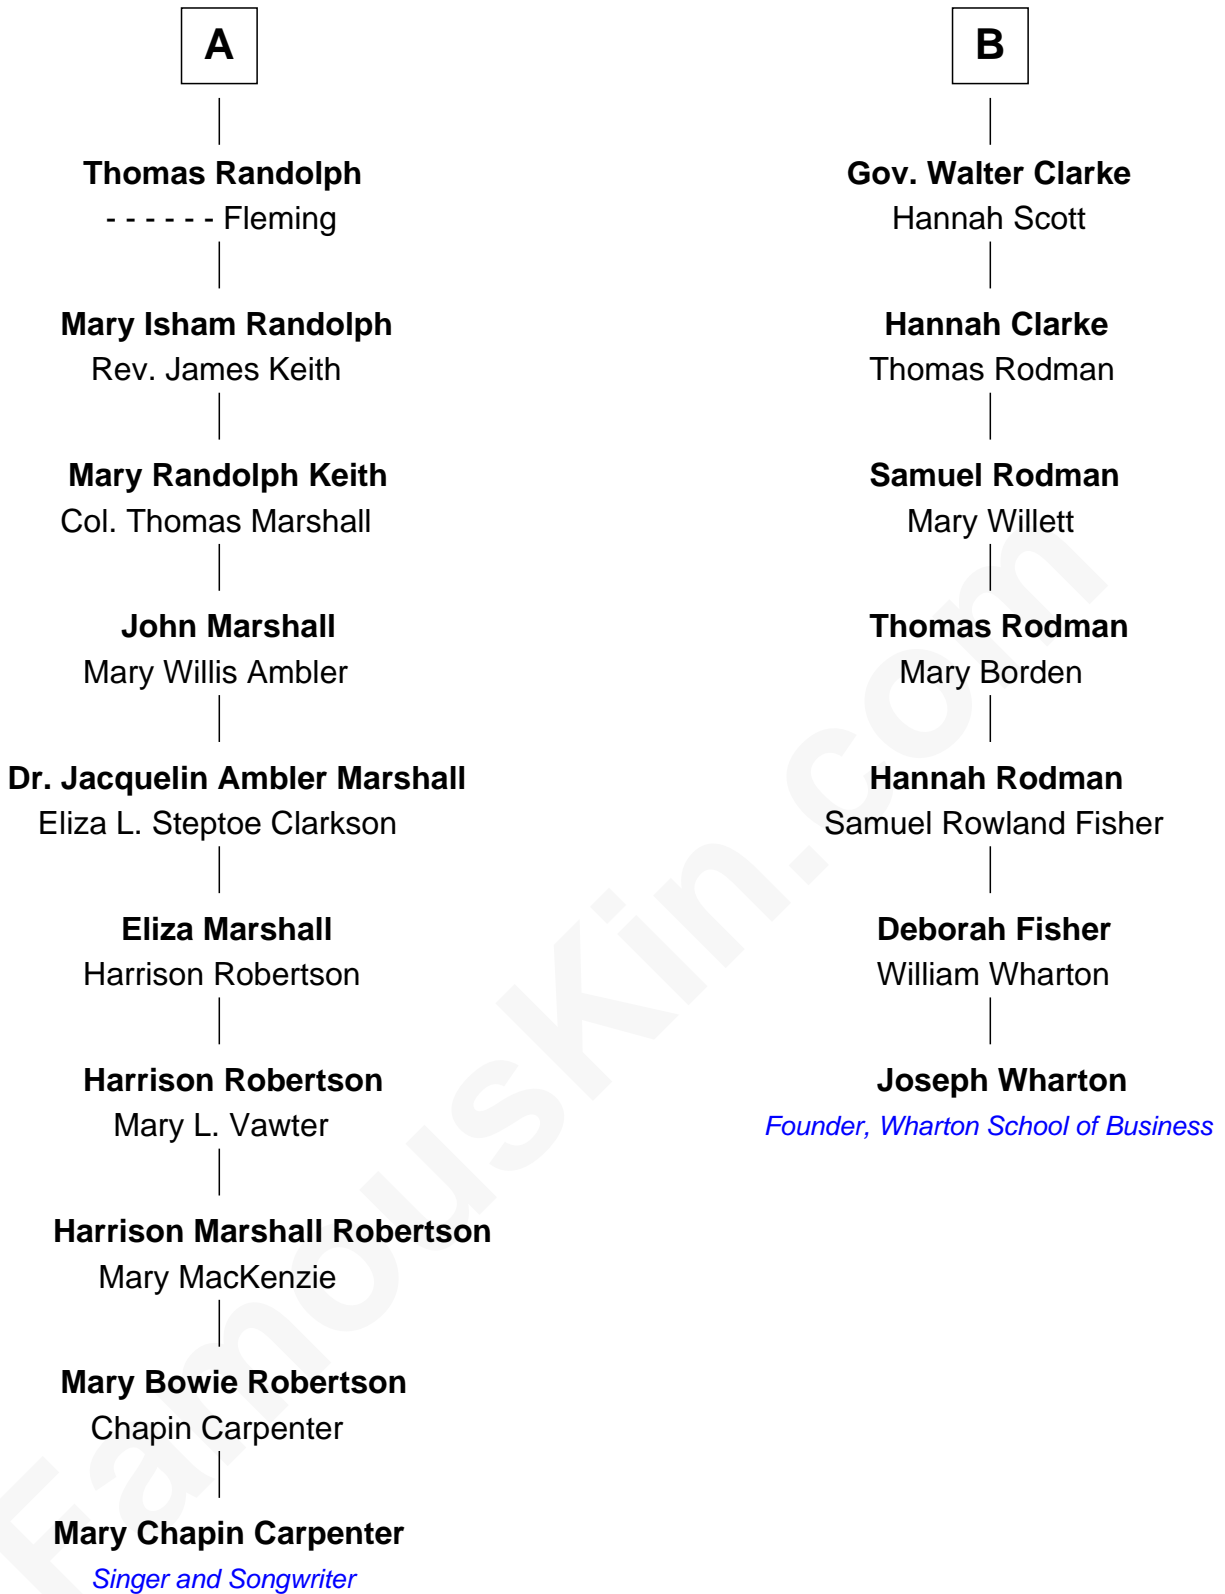 A
Thomas Randolph
- - - - - - Fleming
Mary Isham Randolph
Rev. James Keith
Mary Randolph Keith
Col. Thomas Marshall
John Marshall
Mary Willis Ambler
Dr. Jacquelin Ambler Marshall
Eliza L. Steptoe Clarkson
Eliza Marshall
Harrison Robertson
Harrison Robertson
Mary L. Vawter
Harrison Marshall Robertson
Mary MacKenzie
Mary Bowie Robertson
Chapin Carpenter
Mary Chapin Carpenter
Singer and Songwriter
B
Gov. Walter Clarke
Hannah Scott
Hannah Clarke
Thomas Rodman
Samuel Rodman
Mary Willett
Thomas Rodman
Mary Borden
Hannah Rodman
Samuel Rowland Fisher
Deborah Fisher
William Wharton
Joseph Wharton
Founder, Wharton School of Business
FamousKin.com